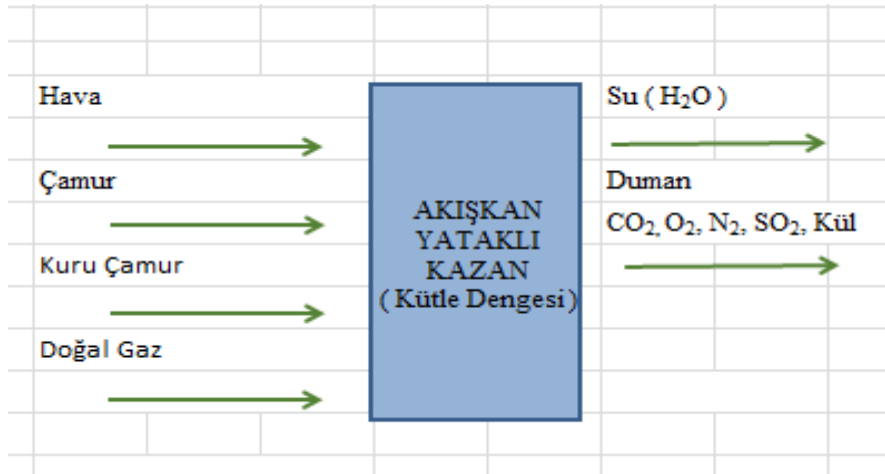 Hava
Çamur
Kuru Çamur
Doğal Gaz
AKIŞKAN
YATAKLI
KAZAN
( Kütle Dengesi )
Su ( H₂O )
Duman
CO₂, O₂, N₂, SO₂, Kül